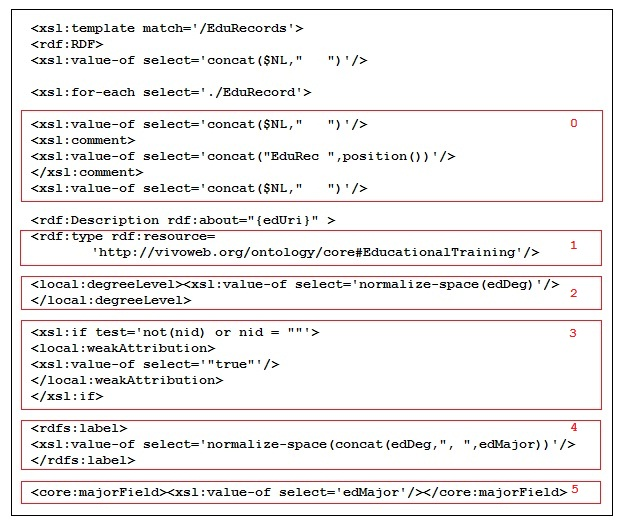 <xsl:template match='/EduRecords'>
<rdf:RDF>
<xsl:value-of select='concat($NL,"   ")'/>
<xsl:for-each select='./EduRecord'>
<xsl:value-of select='concat($NL,"   ")'/> 0
<xsl:comment>
<xsl:value-of select='concat("EduRec ",position())'/>
</xsl:comment>
<xsl:value-of select='concat($NL,"   ")'/>
<rdf:Description rdf:about="{edUri}" >
<rdf:type rdf:resource=
'http://vivoweb.org/ontology/core#EducationalTraining'/> 1
<local:degreeLevel><xsl:value-of select='normalize-space(edDeg)'/>
</local:degreeLevel> 2
<xsl:if test='not(nid) or nid = ""'> 3
<local:weakAttribution>
<xsl:value-of select='"true"'/>
</local:weakAttribution>
</xsl:if>
<rdfs:label> 4
<xsl:value-of select='normalize-space(concat(edDeg,", ",edMajor))'/>
</rdfs:label>
<core:majorField><xsl:value-of select='edMajor'/></core:majorField> 5